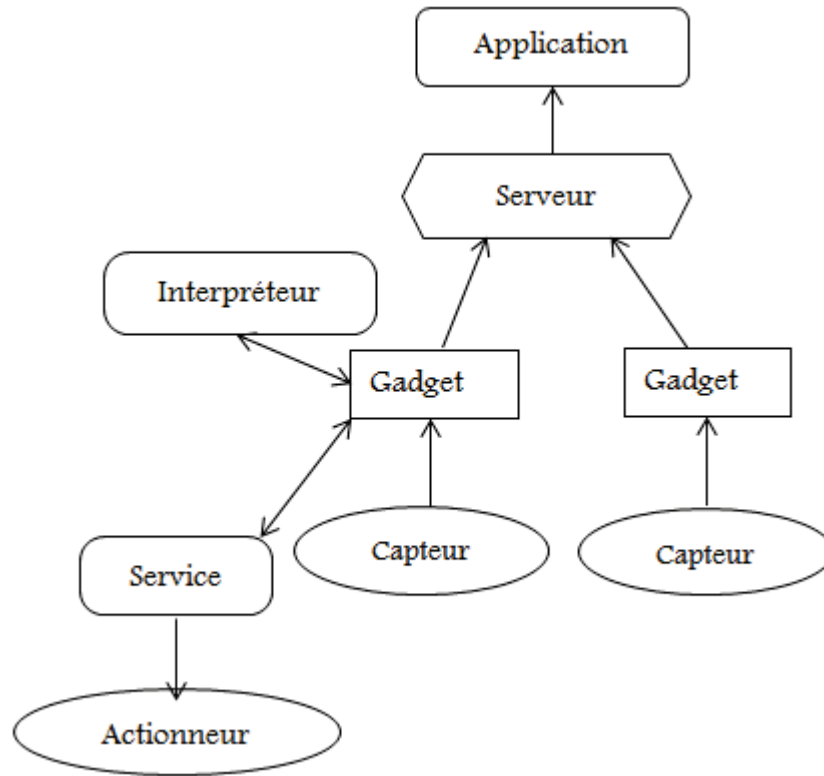 Application
Serveur
Interpréteur
Gadget
Gadget
Capteur
Capteur
Service
Actionneur